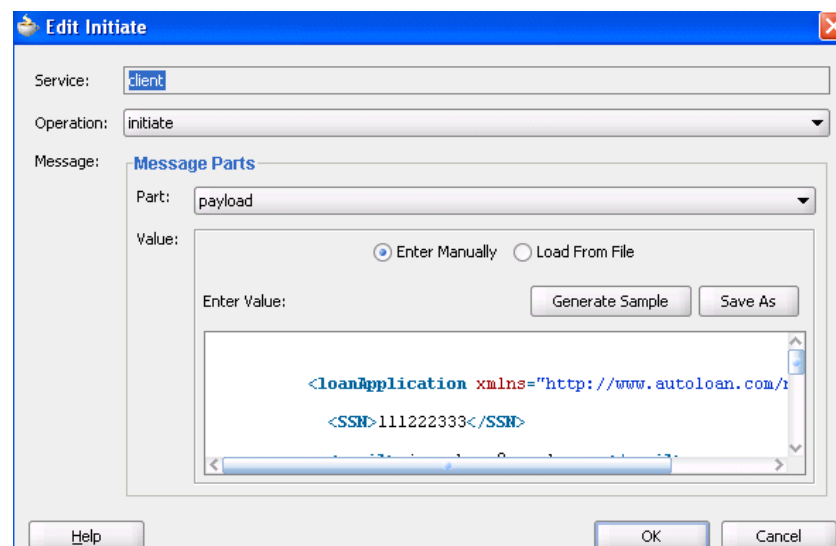 Edit Initiate
Service: client
Operation: initiate
Message: Message Parts
Part: payload
Value: Enter Manually Load From File
Enter Value: Generate Sample Save As
<loanApplication xmlns="http://www.autoloan.com/
<SSN>111222333</SSN>
Help OK Cancel